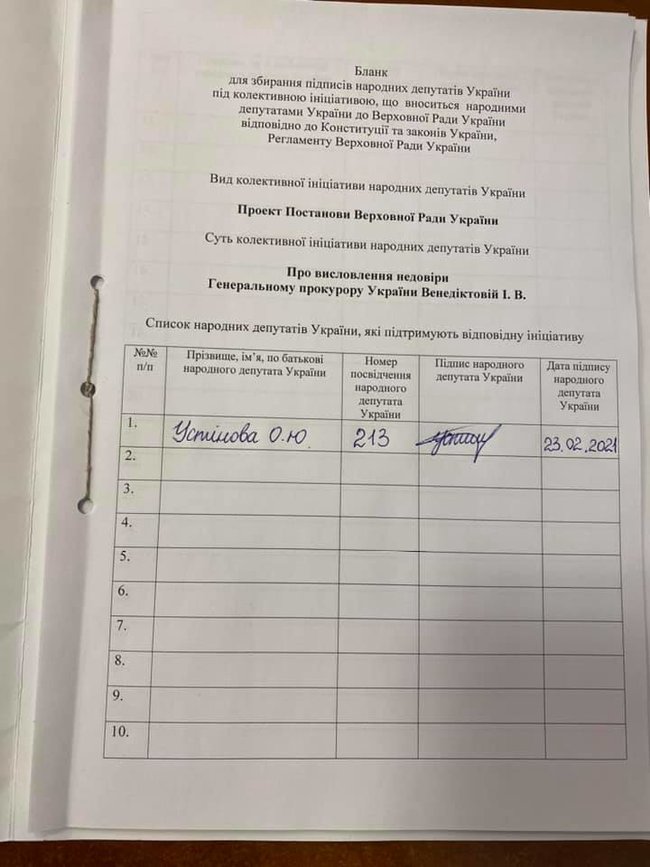 Бланк
для збирання підписів народних депутатів України
під колективною ініціативою, що вноситься народними
депутатами України до Верховної Ради України
відповідно до Конституції та законів України,
Регламенту Верховної Ради України
Вид колективної ініціативи народних депутатів України
Проект Постанови Верховної Ради України
Суть колективної ініціативи народних депутатів України
Про висловлення недовіри
Генеральному прокурору України Венедіктовій І. В.
Список народних депутатів України, які підтримують відповідну ініціативу
№№
п/п
Прізвище, ім’я, по батькові
народного депутата України
Номер
посвідчення
народного
депутата
України
Підпис народного
депутата України
Дата підпису
народного
депутата
України
1.
Устінова О.Ю.
213
23.02.2021
2.
3.
4.
5.
6.
7.
8.
9.
10.